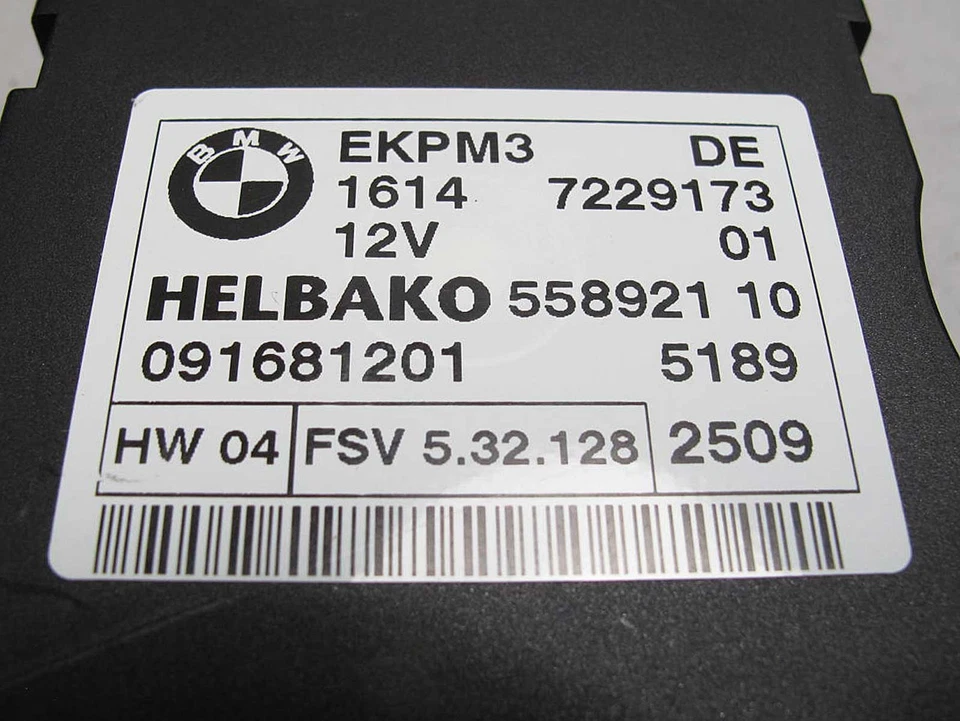 BMW
EKPM3 DE
1614 7229173
12V 01
HELBAKO 558921 10
091681201 5189
HW 04 FSV 5.32.128 2509